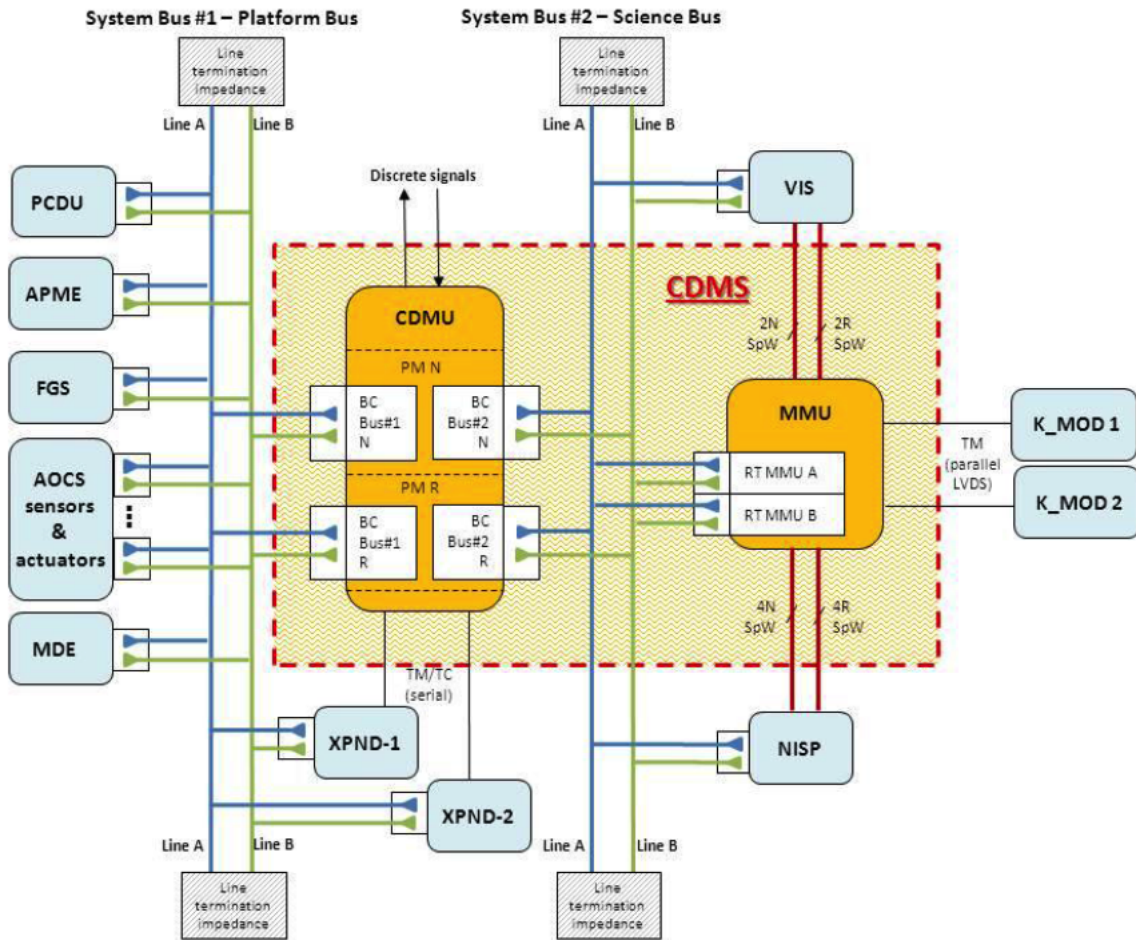 System Bus #1 – Platform Bus
System Bus #2 – Science Bus
Line
termination
impedance
Line
termination
impedance
Line A
Line B
Line A
Line B
PCDU
Discrete signals
VIS
APME
CDMS
CDMU
2N
SpW
2R
SpW
FGS
PM N
BC
Bus#1
N
BC
Bus#2
N
MMU
K_MOD 1
TM
(parallel
LVDS)
K_MOD 2
AOCS
sensors
&
actuators
RT MMU A
RT MMU B
PM R
BC
Bus#1
R
BC
Bus#2
R
4N
SpW
4R
SpW
MDE
TM/TC
(serial)
XPND-1
NISP
XPND-2
Line A
Line B
Line A
Line B
Line
termination
impedance
Line
termination
impedance